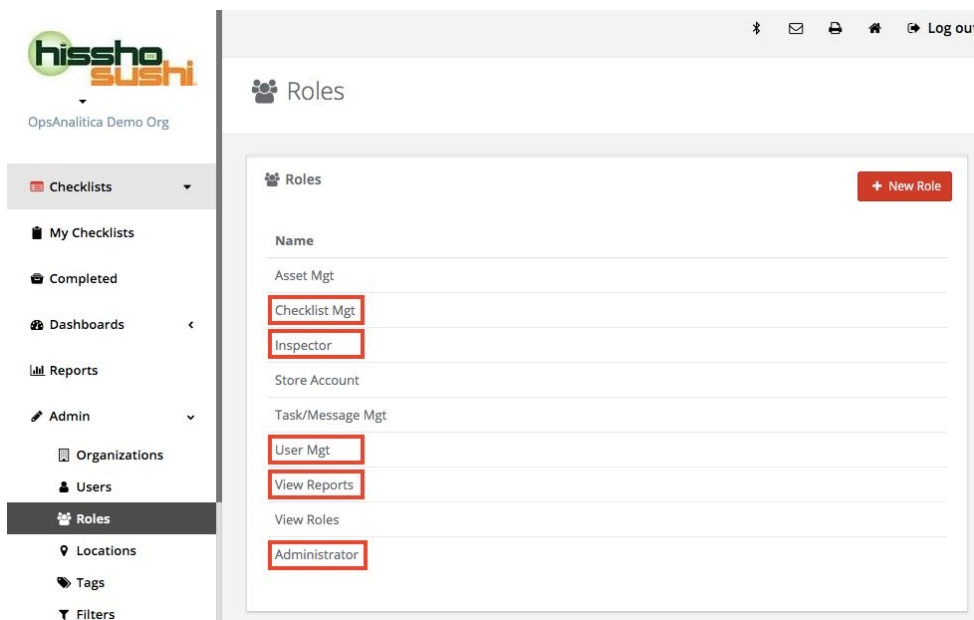 hissho
sushi
OpsAnalitica Demo Org
Checklists
My Checklists
Completed
Dashboards
Reports
Admin
Organizations
Users
Roles
Locations
Tags
Filters
Log out
Roles
Roles
+ New Role
Name
Asset Mgt
Checklist Mgt
Inspector
Store Account
Task/Message Mgt
User Mgt
View Reports
View Roles
Administrator